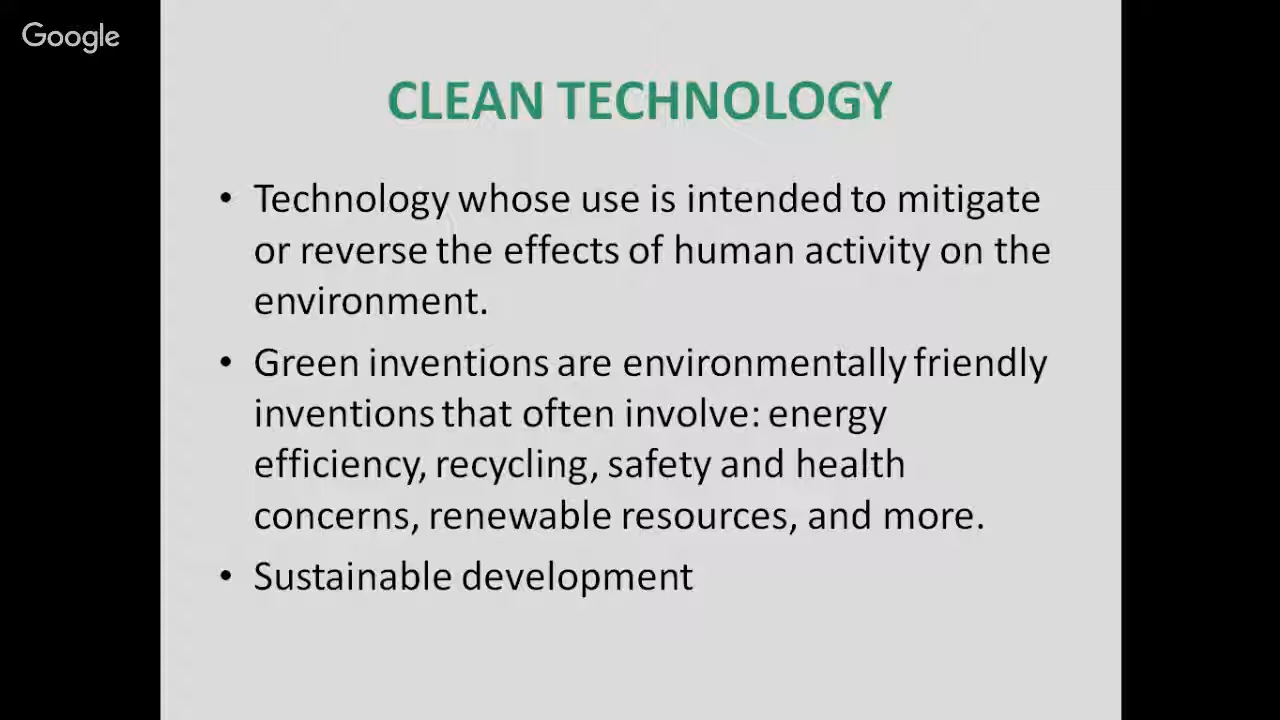 Google
CLEAN TECHNOLOGY
• Technology whose use is intended to mitigate
or reverse the effects of human activity on the
environment.
• Green inventions are environmentally friendly
inventions that often involve: energy
efficiency, recycling, safety and health
concerns, renewable resources, and more.
• Sustainable development